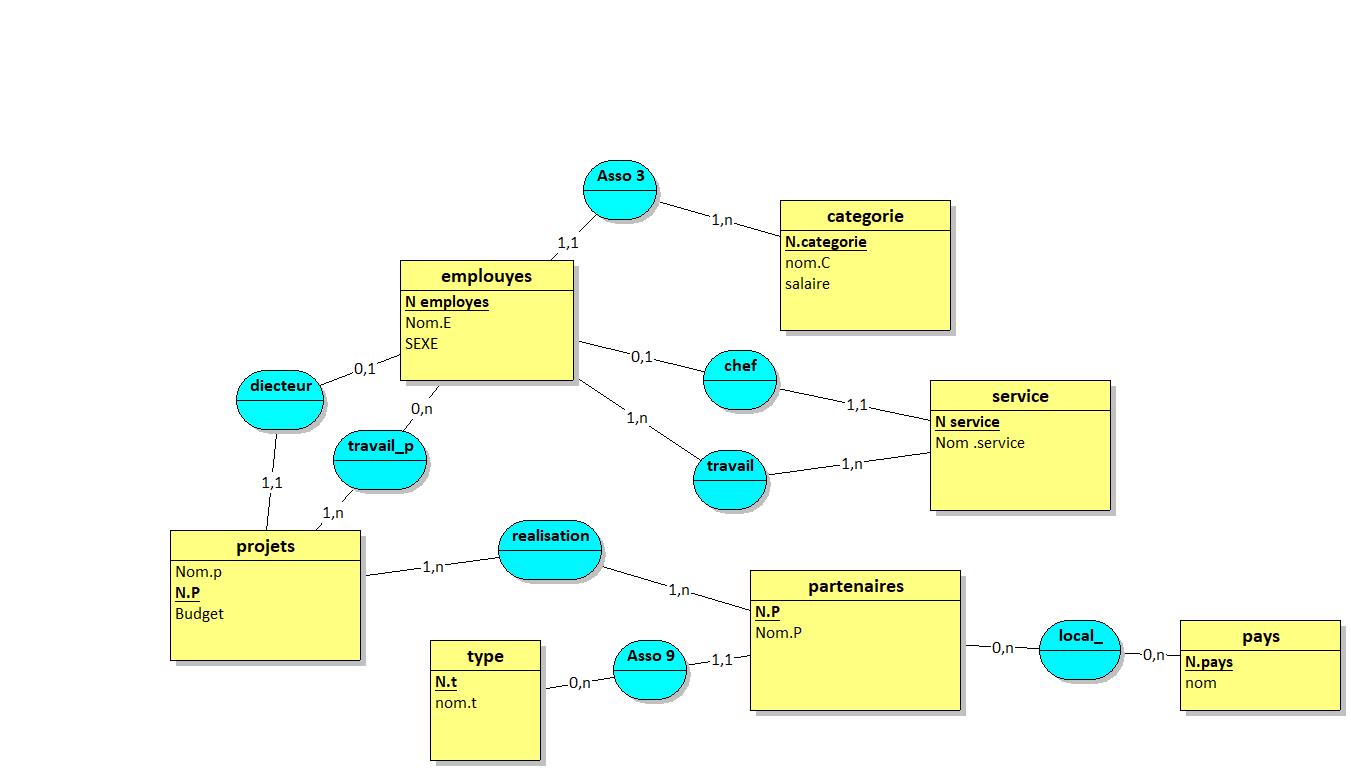 Asso 3
1,n
1,1
categorie
N.categorie
nom.C
salaire
emplouyes
N employes
Nom.E
SEXE
0,1
chef
1,1
0,1
diecteur
0,n
travail_p
1,n
travail
1,n
service
N service
Nom .service
1,1
1,n
projets
Nom.p
N.P
Budget
1,n
realisation
1,n
partenaires
N.P
Nom.P
type
N.t
nom.t
0,n
Asso 9
1,1
0,n
local_
0,n
pays
N.pays
nom